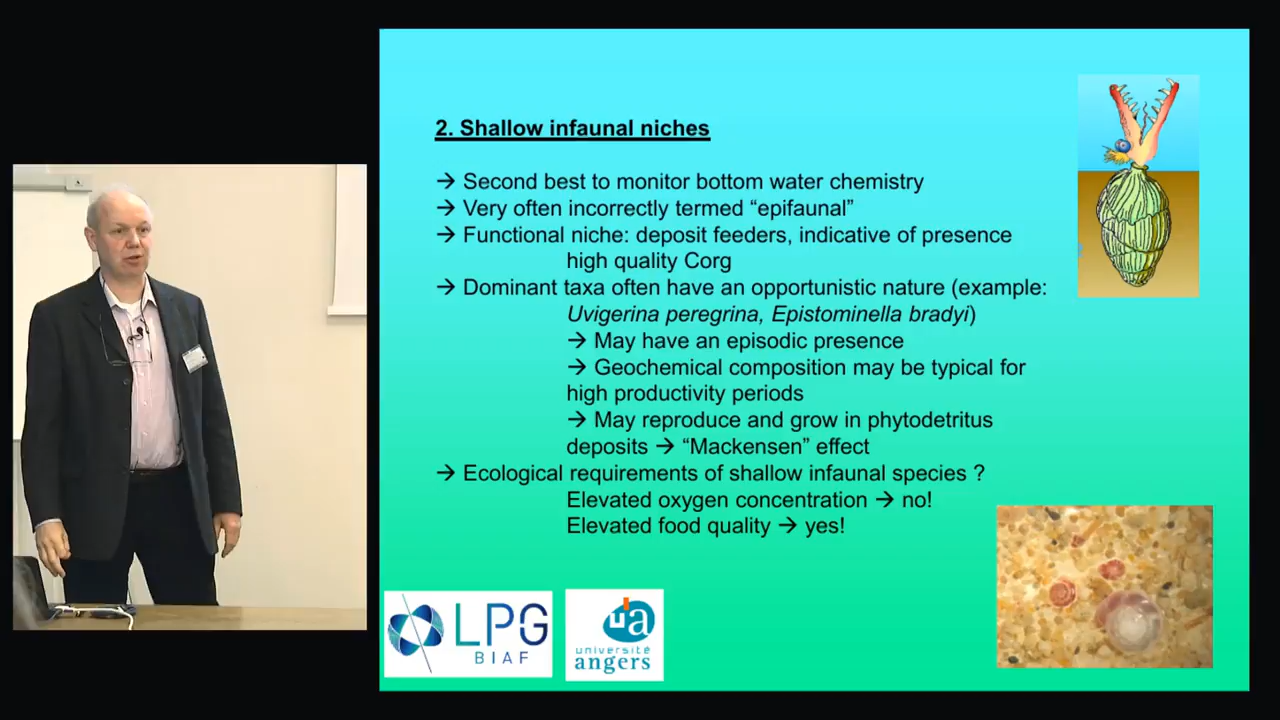 2. Shallow infaunal niches
→ Second best to monitor bottom water chemistry
→ Very often incorrectly termed “epifaunal”
→ Functional niche: deposit feeders, indicative of presence
high quality Corg
→ Dominant taxa often have an opportunistic nature (example:
Uvigerina peregrina, Epistominella bradyi)
→ May have an episodic presence
→ Geochemical composition may be typical for
high productivity periods
→ May reproduce and grow in phytodetritus
deposits → “Mackensen” effect
→ Ecological requirements of shallow infaunal species ?
Elevated oxygen concentration → no!
Elevated food quality → yes!
LPG
BIAF
ua
université
angers